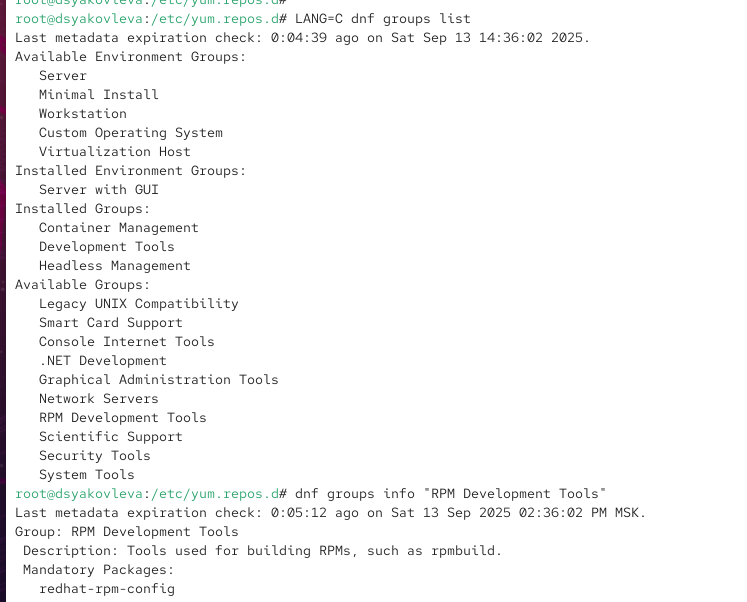 root@dsyakovleva:/etc/yum.repos.d#
root@dsyakovleva:/etc/yum.repos.d# LANG=C dnf groups list
Last metadata expiration check: 0:04:39 ago on Sat Sep 13 14:36:02 2025.
Available Environment Groups:
   Server
   Minimal Install
   Workstation
   Custom Operating System
   Virtualization Host
Installed Environment Groups:
   Server with GUI
Installed Groups:
   Container Management
   Development Tools
   Headless Management
Available Groups:
   Legacy UNIX Compatibility
   Smart Card Support
   Console Internet Tools
   .NET Development
   Graphical Administration Tools
   Network Servers
   RPM Development Tools
   Scientific Support
   Security Tools
   System Tools
root@dsyakovleva:/etc/yum.repos.d# dnf groups info "RPM Development Tools"
Last metadata expiration check: 0:05:12 ago on Sat 13 Sep 2025 02:36:02 PM MSK.
Group: RPM Development Tools
 Description: Tools used for building RPMs, such as rpmbuild.
 Mandatory Packages:
   redhat-rpm-config